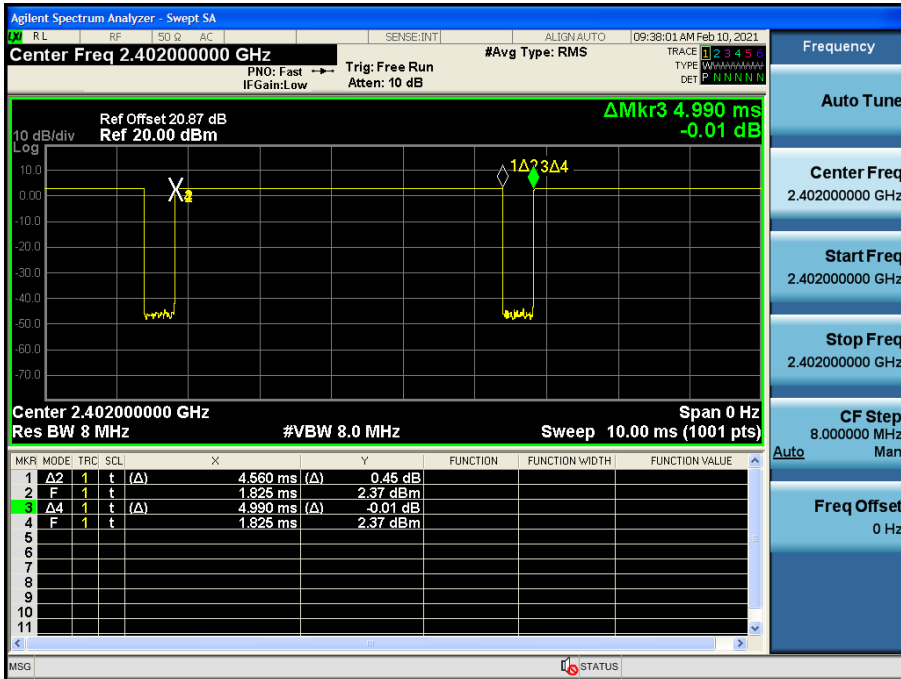 Agilent Spectrum Analyzer - Swept SA
LXI RL RF 50 Ω AC SENSE:INT ALIGN AUTO 09:38:01 AM Feb 10, 2021
Center Freq 2.402000000 GHz
PNO: Fast
IFGain:Low
Trig: Free Run
Atten: 10 dB
#Avg Type: RMS
TRACE 1 2 3 4 5 6
TYPE WWWWWW
DET P N N N N N
ΔMkr3 4.990 ms
-0.01 dB
Ref Offset 20.87 dB
10 dB/div Ref 20.00 dBm
Log
10.0
0.00
-10.0
-20.0
-30.0
-40.0
-50.0
-60.0
-70.0
1Δ2 3Δ4
Center 2.402000000 GHz Span 0 Hz
Res BW 8 MHz #VBW 8.0 MHz Sweep 10.00 ms (1001 pts)
MKR MODE TRC SCL X Y FUNCTION FUNCTION WIDTH FUNCTION VALUE
1 Δ2 1 t (Δ) 4.560 ms (Δ) 0.45 dB
2 F 1 t 1.825 ms 2.37 dBm
3 Δ4 1 t (Δ) 4.990 ms (Δ) -0.01 dB
4 F 1 t 1.825 ms 2.37 dBm
5
6
7
8
9
10
11
MSG STATUS
Frequency
Auto Tune
Center Freq
2.402000000 GHz
Start Freq
2.402000000 GHz
Stop Freq
2.402000000 GHz
CF Step
8.000000 MHz
Auto Man
Freq Offset
0 Hz